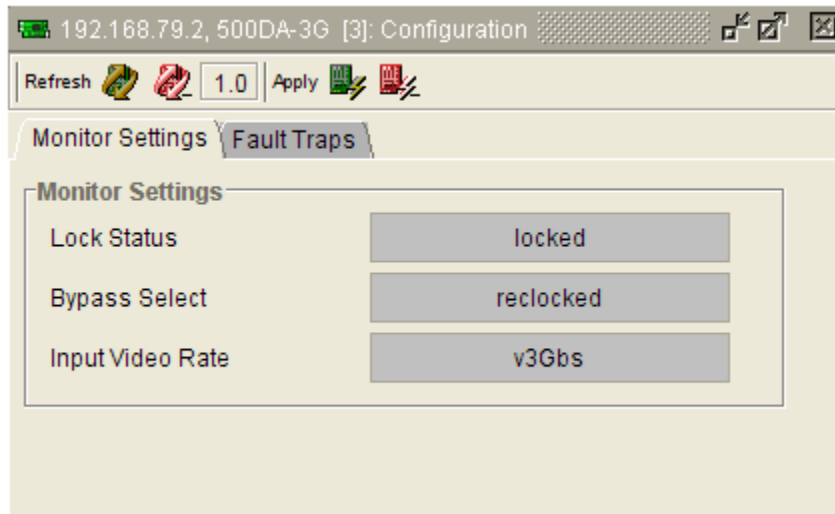 192.168.79.2, 500DA-3G [3]: Configuration
Refresh 1.0 Apply
Monitor Settings Fault Traps
Monitor Settings
Lock Status locked
Bypass Select reclocked
Input Video Rate v3Gbs